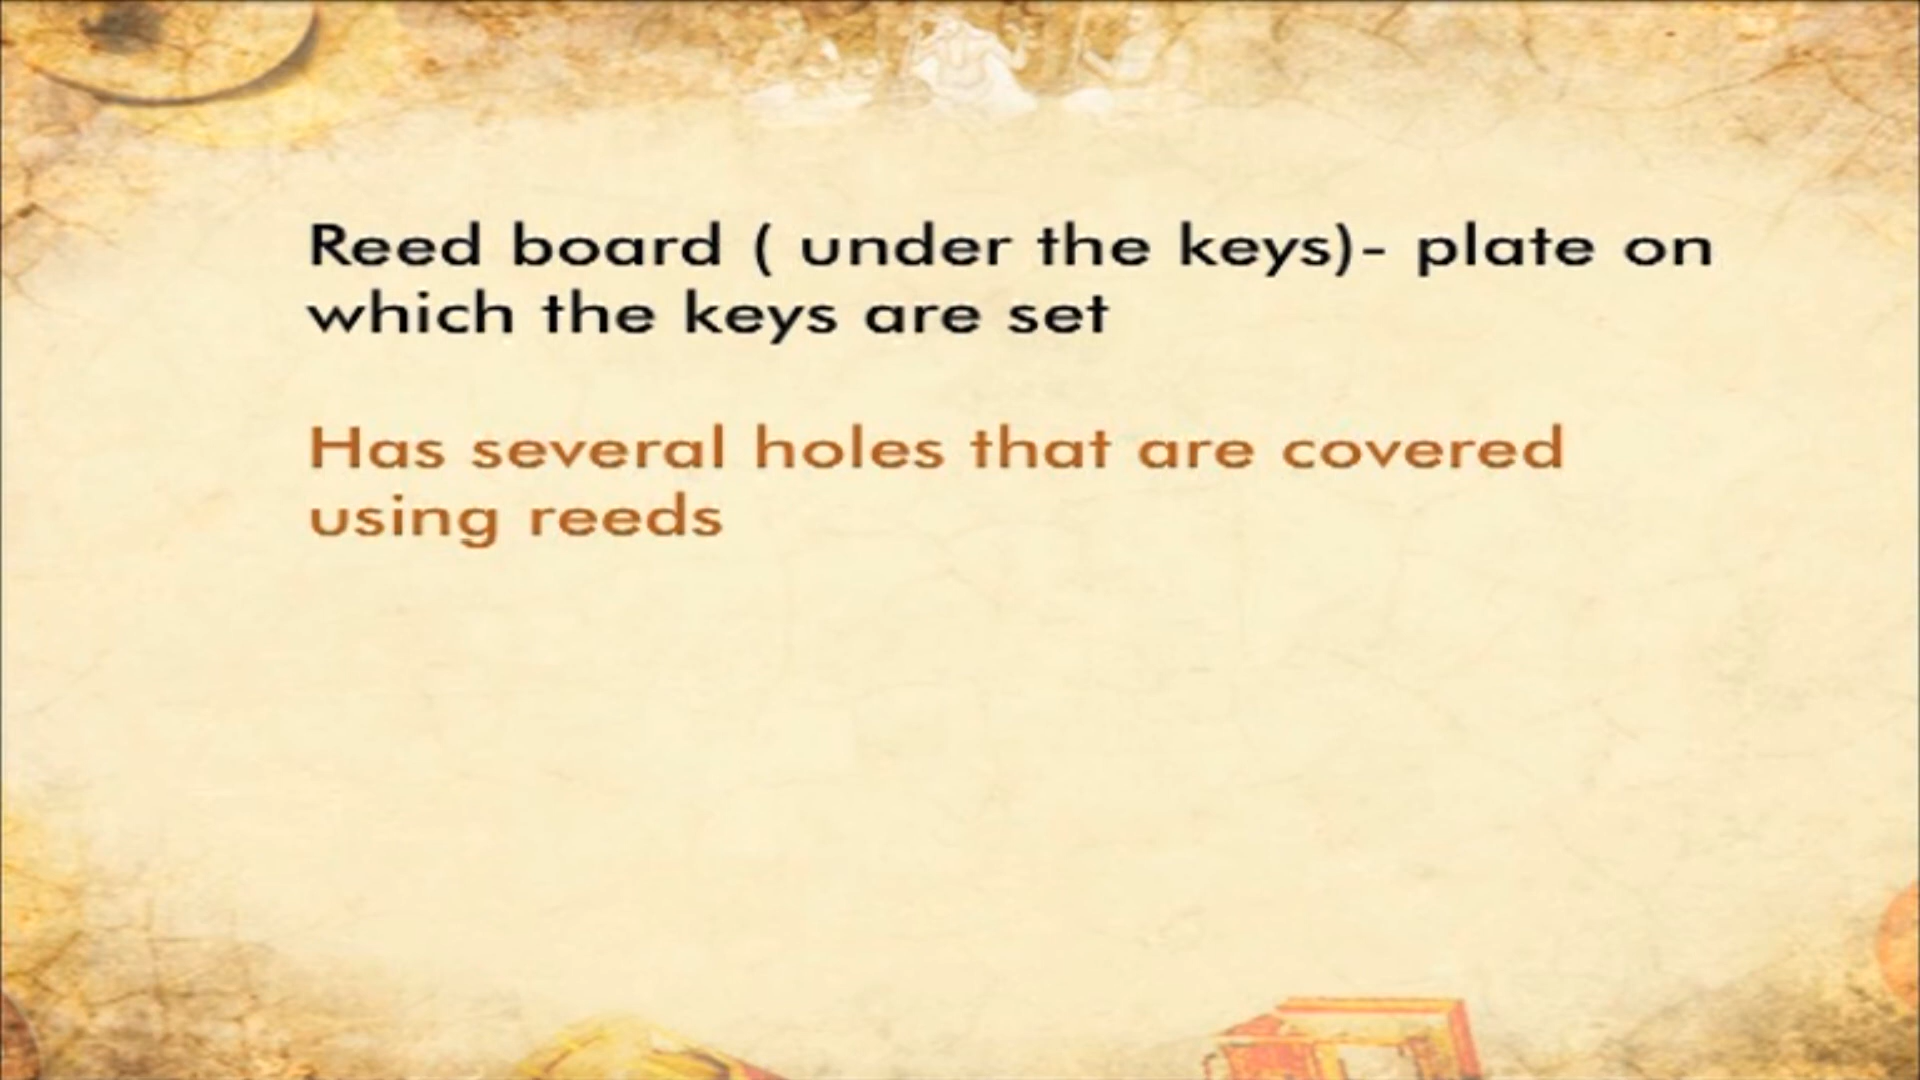 Reed board ( under the keys)- plate on
which the keys are set
Has several holes that are covered
using reeds